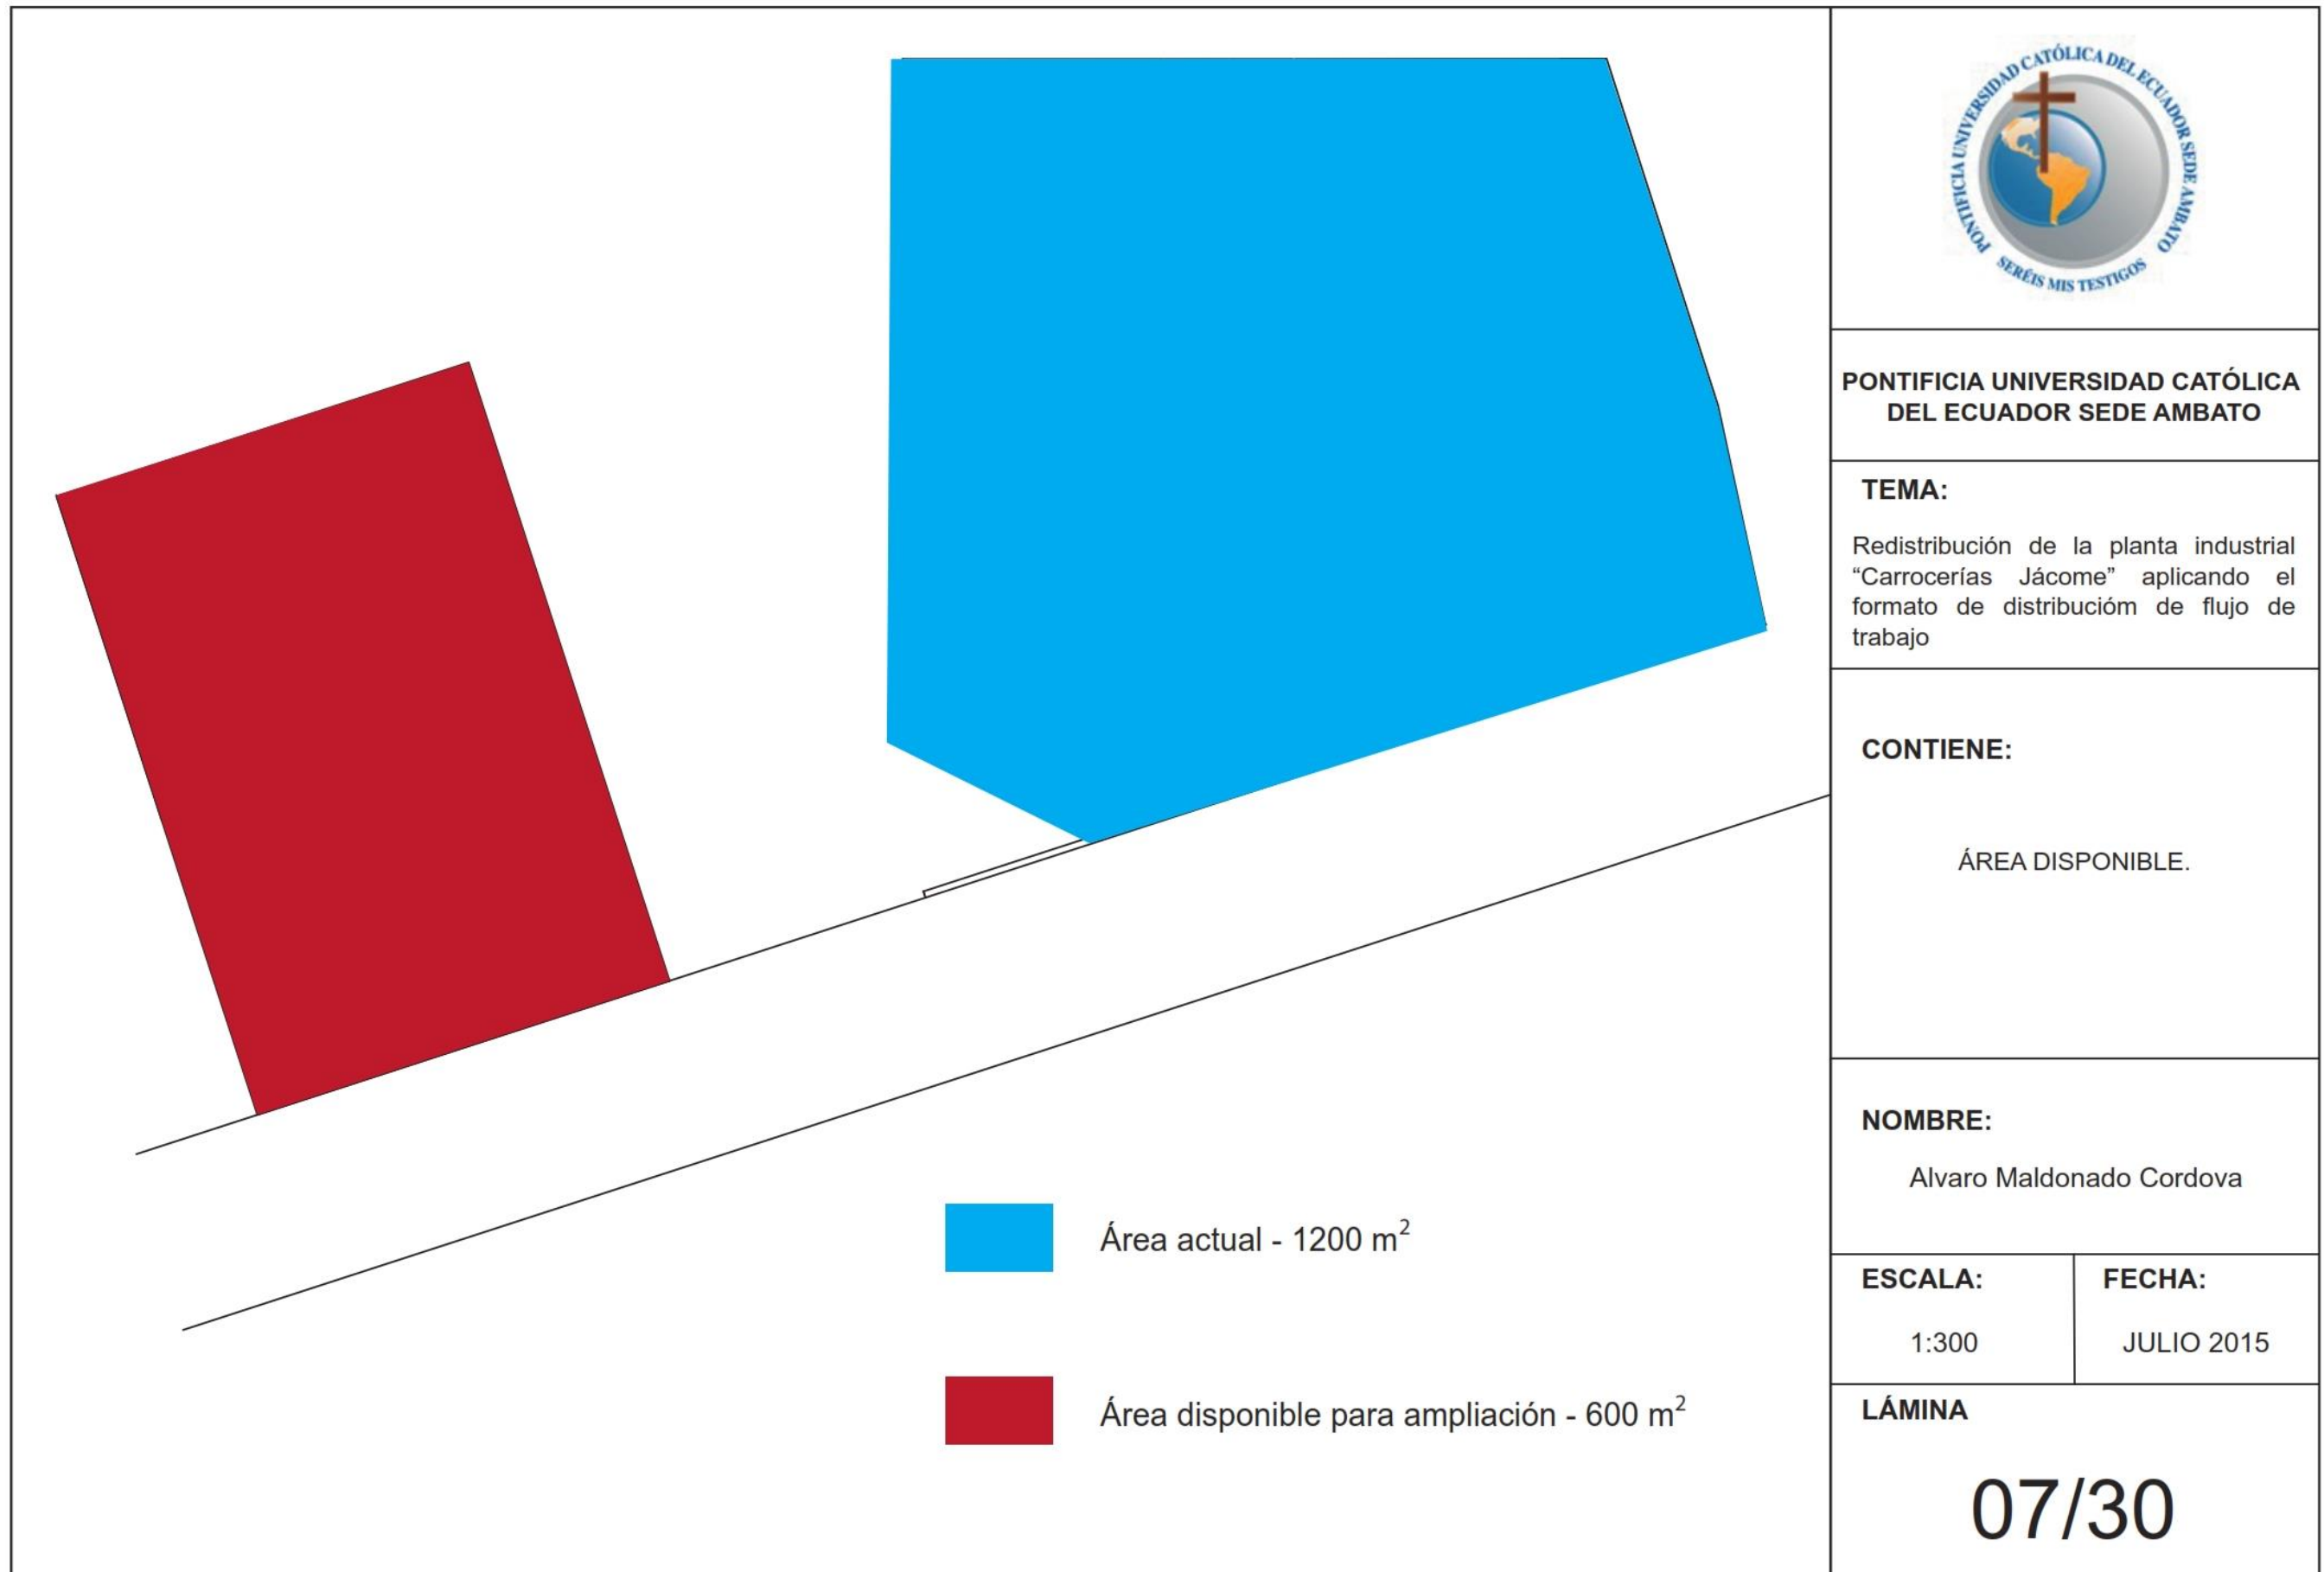 PONTIFICIA UNIVERSIDAD CATÓLICA DEL ECUADOR SEDE AMBATO
SERÉIS MIS TESTIGOS
PONTIFICIA UNIVERSIDAD CATÓLICA
DEL ECUADOR SEDE AMBATO
TEMA:
Redistribución de la planta industrial
“Carrocerías Jácome” aplicando el
formato de distribucióm de flujo de
trabajo
CONTIENE:
ÁREA DISPONIBLE.
NOMBRE:
Alvaro Maldonado Cordova
ESCALA:
1:300
FECHA:
JULIO 2015
LÁMINA
07/30
Área actual - 1200 m²
Área disponible para ampliación - 600 m²